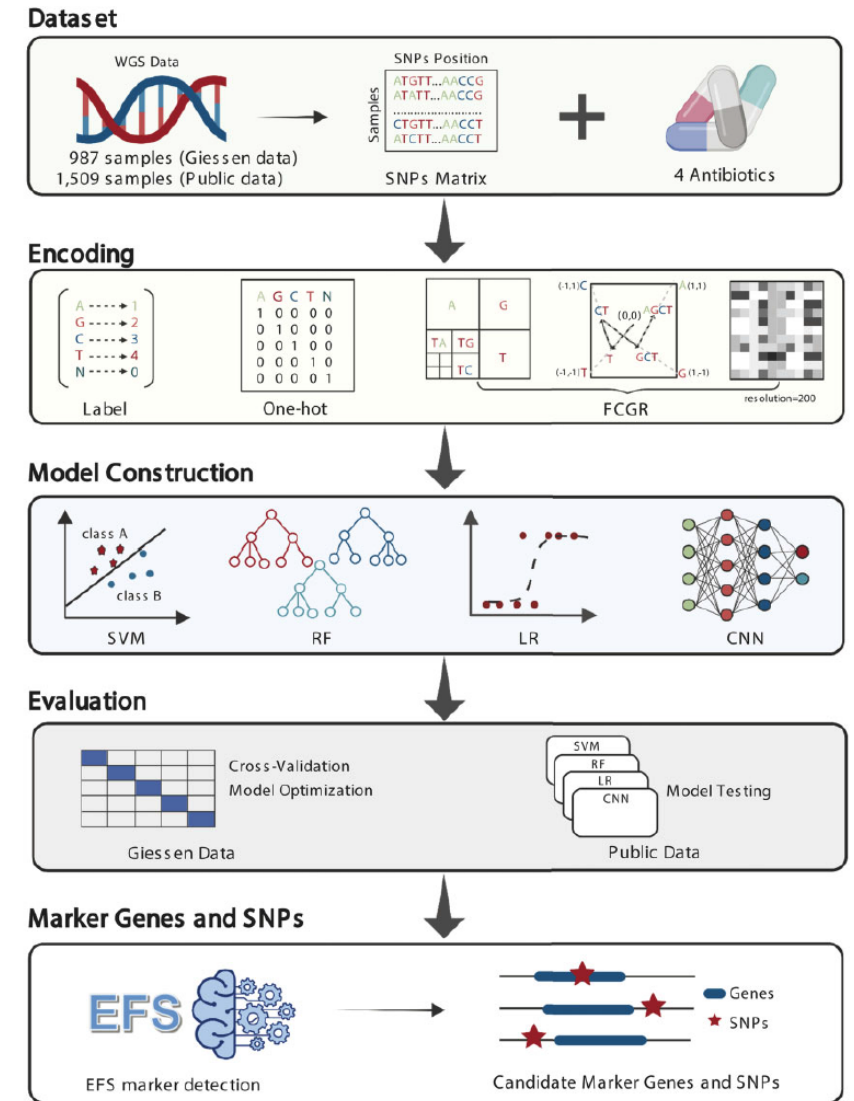 Dataset
WGS Data
987 samples (Giessen data)
1,509 samples (Public data)
SNPs Position
Samples
ATGTT...AACCG
ATATT...AACCG
....................
CTGTT...AACCT
ATCTT...AACCT
SNPs Matrix
+
4 Antibiotics
Encoding
A 1
G 2
C 3
T 4
N 0
Label
A G C T N
1 0 0 0 0
0 1 0 0 0
0 0 1 0 0
0 0 0 1 0
0 0 0 0 1
One-hot
A G
TA TG
TC T
(-1,1)C A(1,1)
CT (0,0) AGCT
T GCT
(-1,-1)T G(1,-1)
FCGR
resolution=200
Model Construction
class A
class B
SVM
RF
LR
CNN
Evaluation
Cross-Validation
Model Optimization
Giessen Data
SVM
RF
LR
CNN
Model Testing
Public Data
Marker Genes and SNPs
EFS
EFS marker detection
Genes
SNPs
Candidate Marker Genes and SNPs